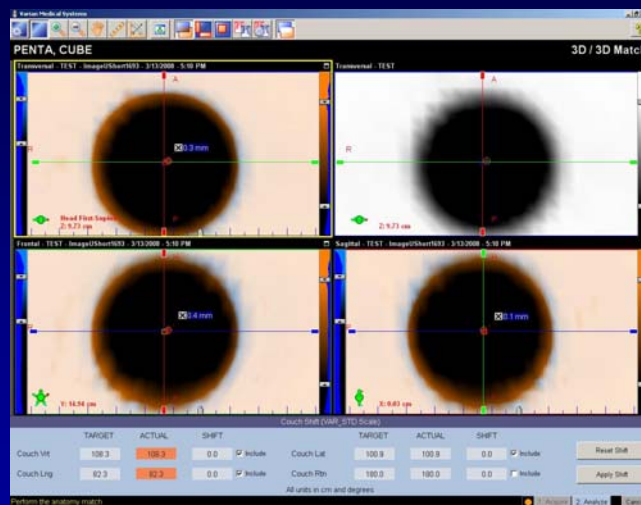 Varian Medical Systems
PENTA, CUBE
3D / 3D Match
Transversal - TEST - ImageUShort1693 - 3/13/2008 - 5:10 PM
Transversal - TEST
A
A
0.3 mm
R
R
P
P
Head First-Supine
Z: 9.73 cm
Z: 9.73 cm
Frontal - TEST - ImageUShort1693 - 3/13/2008 - 5:10 PM
Sagittal - TEST - ImageUShort1693 - 3/13/2008 - 5:10 PM
0.4 mm
0.1 mm
X: 0.03 cm
Couch Shift (VAR_STD Scale)
TARGET ACTUAL SHIFT TARGET ACTUAL SHIFT
Couch Vrt 108.3 108.3 0.0 Include Couch Lat 100.9 100.9 0.0 Include Reset Shift
Couch Lng 82.3 82.3 0.0 Include Couch Rtn 180.0 180.0 0.0 Include Apply Shift
All units in cm and degrees
Perform the anatomy match
1. Acquire 2. Analyze